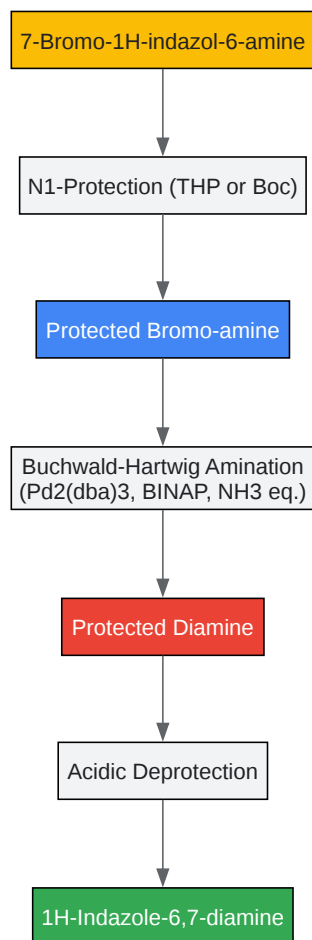 7-Bromo-1H-indazol-6-amine
N1-Protection (THP or Boc)
Protected Bromo-amine
Buchwald-Hartwig Amination
(Pd2(dba)3, BINAP, NH3 eq.)
Protected Diamine
Acidic Deprotection
1H-Indazole-6,7-diamine